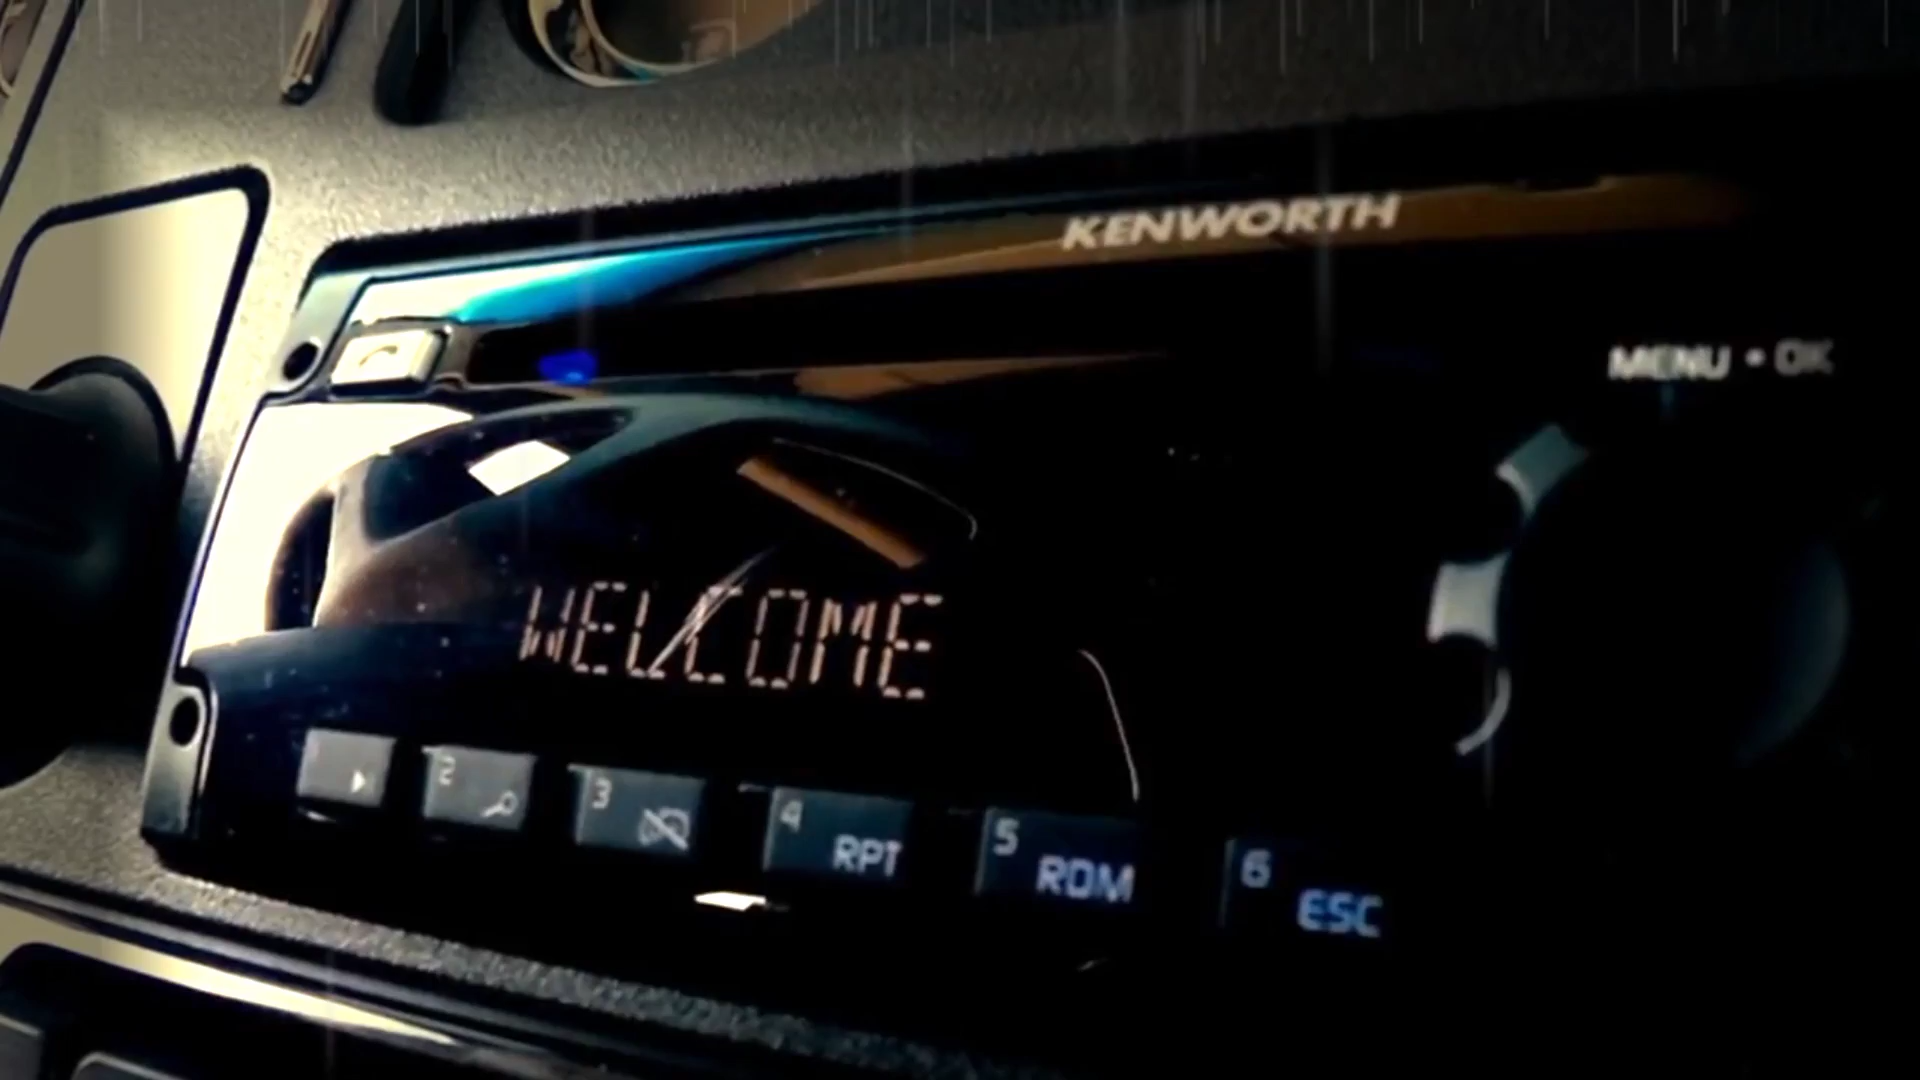 KENWORTH
MENU • OK
WELCOME
2
3
4 RPT
5 RDM
6 ESC